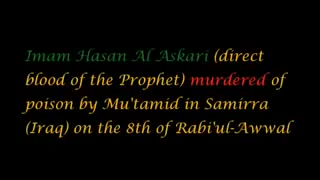 Imam Hasan Al Askari (direct
blood of the Prophet) murdered of
poison by Mu'tamid in Samirra
(Iraq) on the 8th of Rabi'ul-Awwal